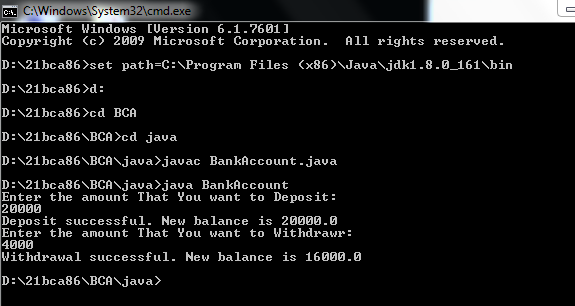 C:\Windows\System32\cmd.exe
Microsoft Windows [Version 6.1.7601]
Copyright (c) 2009 Microsoft Corporation.  All rights reserved.
D:\21bca86>set path=C:\Program Files (x86)\Java\jdk1.8.0_161\bin
D:\21bca86>d:
D:\21bca86>cd BCA
D:\21bca86\BCA>cd java
D:\21bca86\BCA\java>javac BankAccount.java
D:\21bca86\BCA\java>java BankAccount
Enter the amount That You want to Deposit:
20000
Deposit successful. New balance is 20000.0
Enter the amount That You want to Withdrawr:
4000
Withdrawal successful. New balance is 16000.0
D:\21bca86\BCA\java>